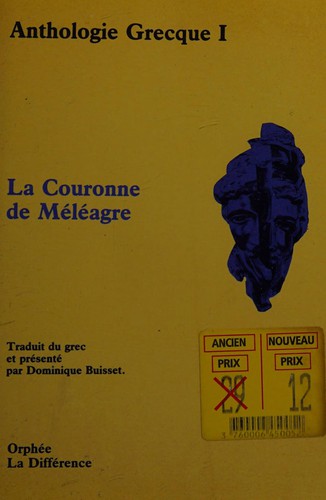 Anthologie Grecque I
La Couronne
de Méléagre
Traduit du grec
et présenté
par Dominique Buisset.
ANCIEN NOUVEAU
PRIX PRIX
29 12
Orphée
La Différence